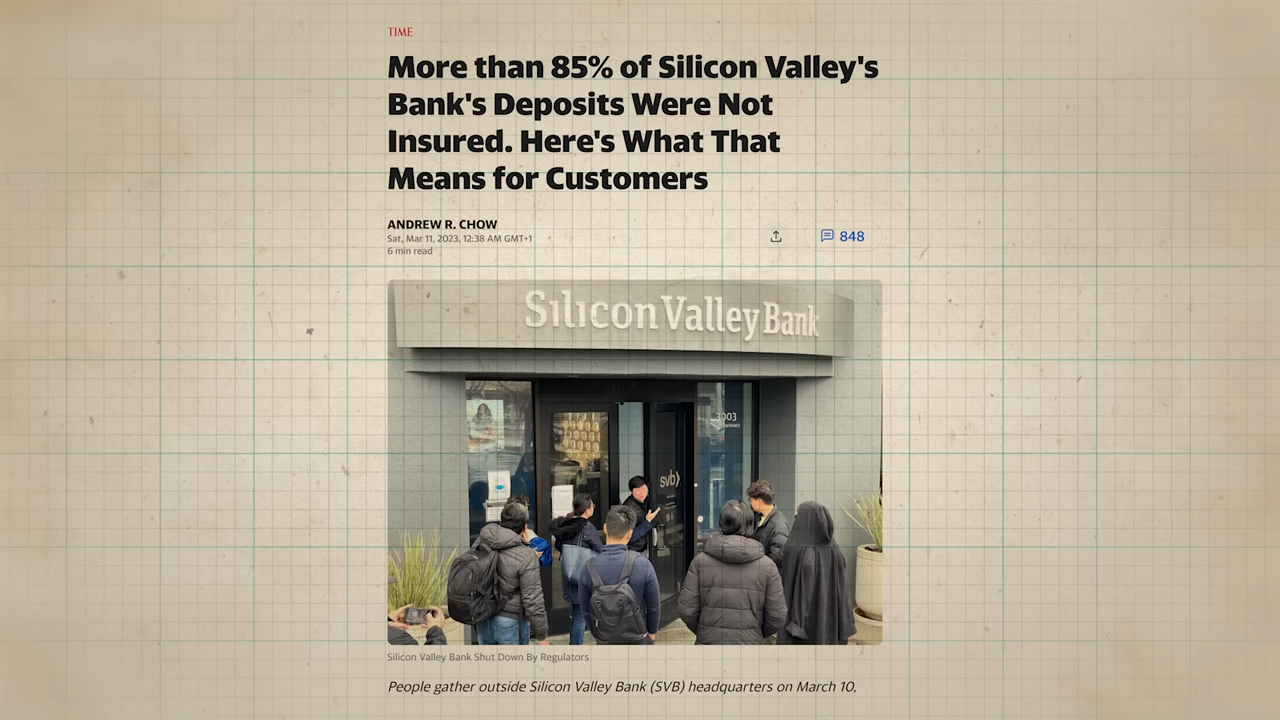 TIME
More than 85% of Silicon Valley's
Bank's Deposits Were Not
Insured. Here's What That
Means for Customers
ANDREW R. CHOW
Sat, Mar 11, 2023, 12:38 AM GMT+1
6 min read
848
Silicon Valley Bank
3003
svb
Silicon Valley Bank Shut Down By Regulators
People gather outside Silicon Valley Bank (SVB) headquarters on March 10,